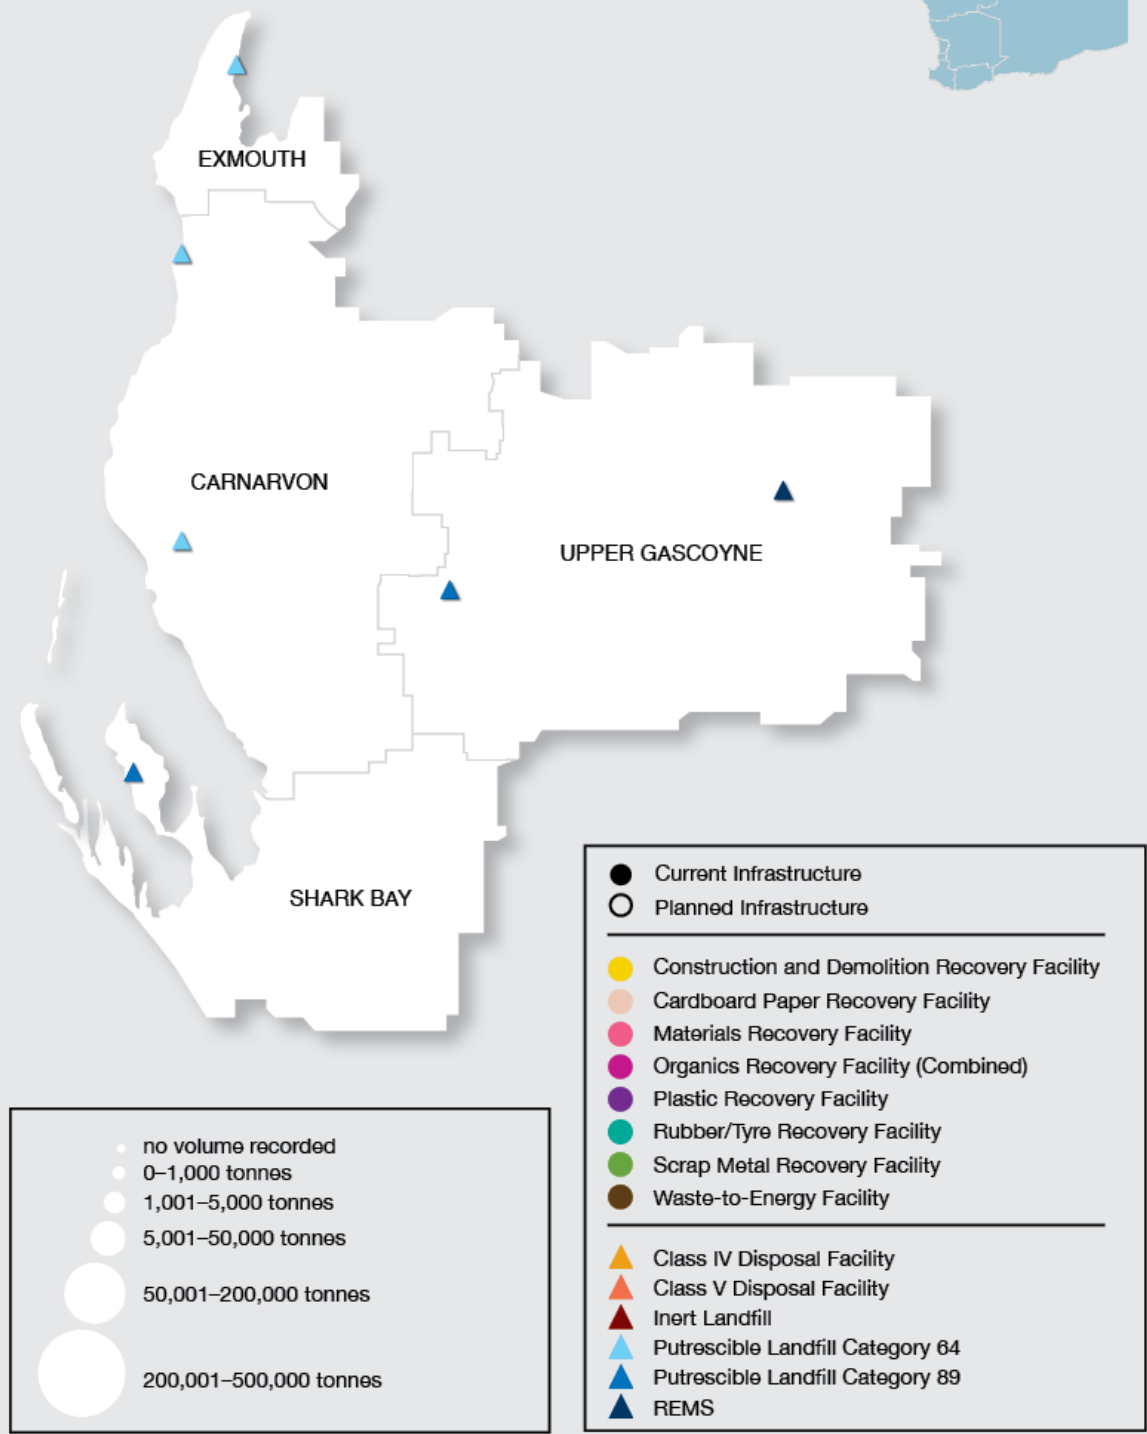 EXMOUTH
CARNARVON
UPPER GASCOYNE
SHARK BAY
Current Infrastructure
Planned Infrastructure
Construction and Demolition Recovery Facility
Cardboard Paper Recovery Facility
Materials Recovery Facility
Organics Recovery Facility (Combined)
Plastic Recovery Facility
Rubber/Tyre Recovery Facility
Scrap Metal Recovery Facility
Waste-to-Energy Facility
Class IV Disposal Facility
Class V Disposal Facility
Inert Landfill
Putrescible Landfill Category 64
Putrescible Landfill Category 89
REMS
no volume recorded
0–1,000 tonnes
1,001–5,000 tonnes
5,001–50,000 tonnes
50,001–200,000 tonnes
200,001–500,000 tonnes